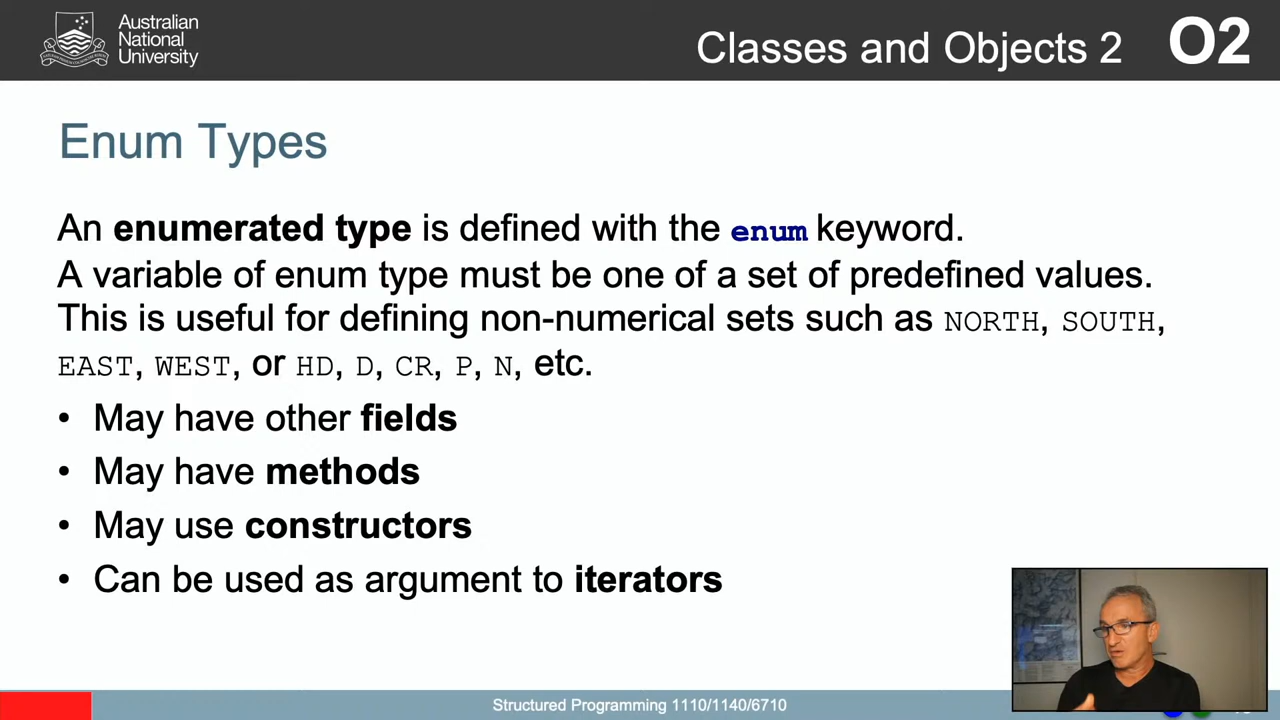 Australian
National
University
Classes and Objects 2 O2
Enum Types
An enumerated type is defined with the enum keyword.
A variable of enum type must be one of a set of predefined values.
This is useful for defining non-numerical sets such as NORTH, SOUTH,
EAST, WEST, or HD, D, CR, P, N, etc.
• May have other fields
• May have methods
• May use constructors
• Can be used as argument to iterators
Structured Programming 1110/1140/6710